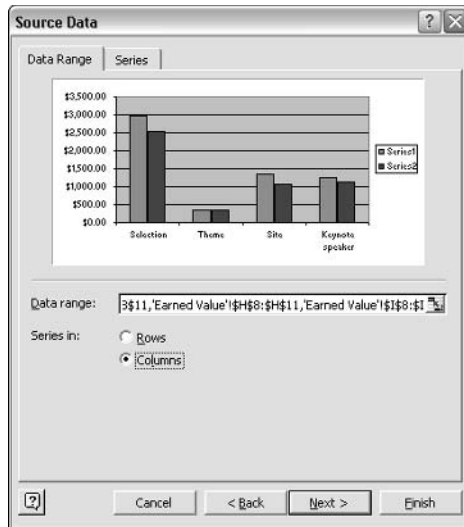 Source Data
Data Range Series
$3,500.00
$3,000.00
$2,500.00
$2,000.00
$1,500.00
$1,000.00
$500.00
$0.00
Selection Theme Site Keynote speaker
Series1
Series2
Data range: 3$11,'Earned Value'!$H$8:$H$11,'Earned Value'!$I$8:$I
Series in: Rows
Columns
Cancel < Back Next > Finish